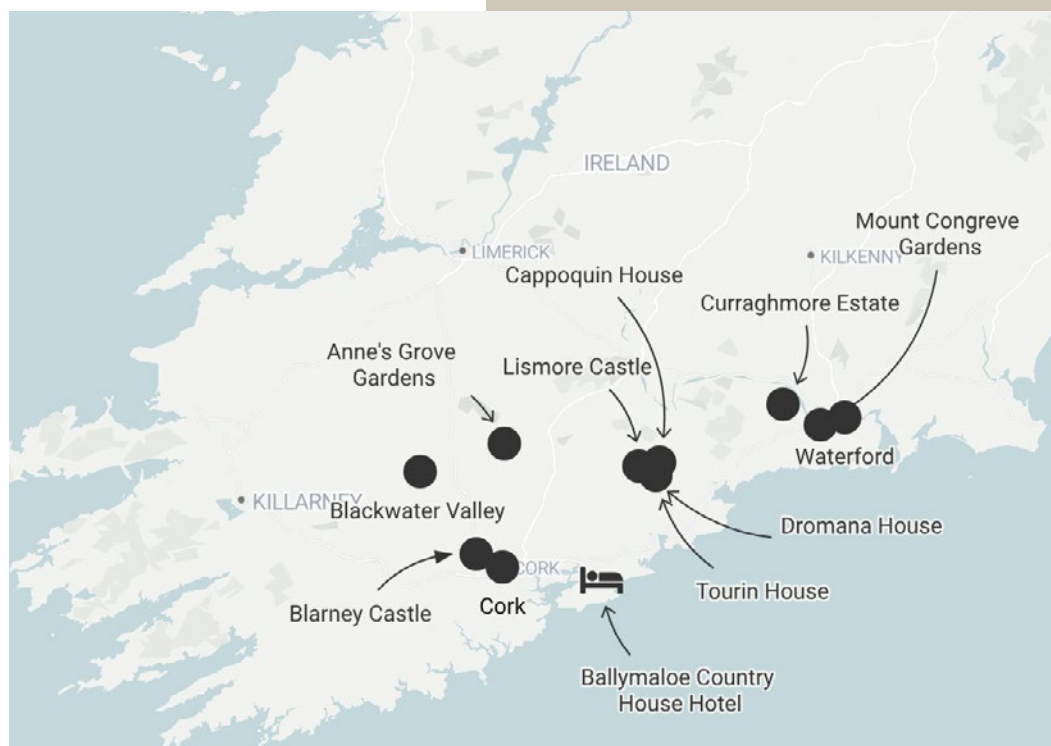 IRELAND
Mount Congreve
Gardens
LIMERICK
KILKENNY
Cappoquin House
Curraghmore Estate
Anne's Grove
Gardens
Lismore Castle
Waterford
KILLARNEY
Blackwater Valley
Dromana House
CORK
Tourin House
Blarney Castle
Cork
Ballymaloe Country
House Hotel